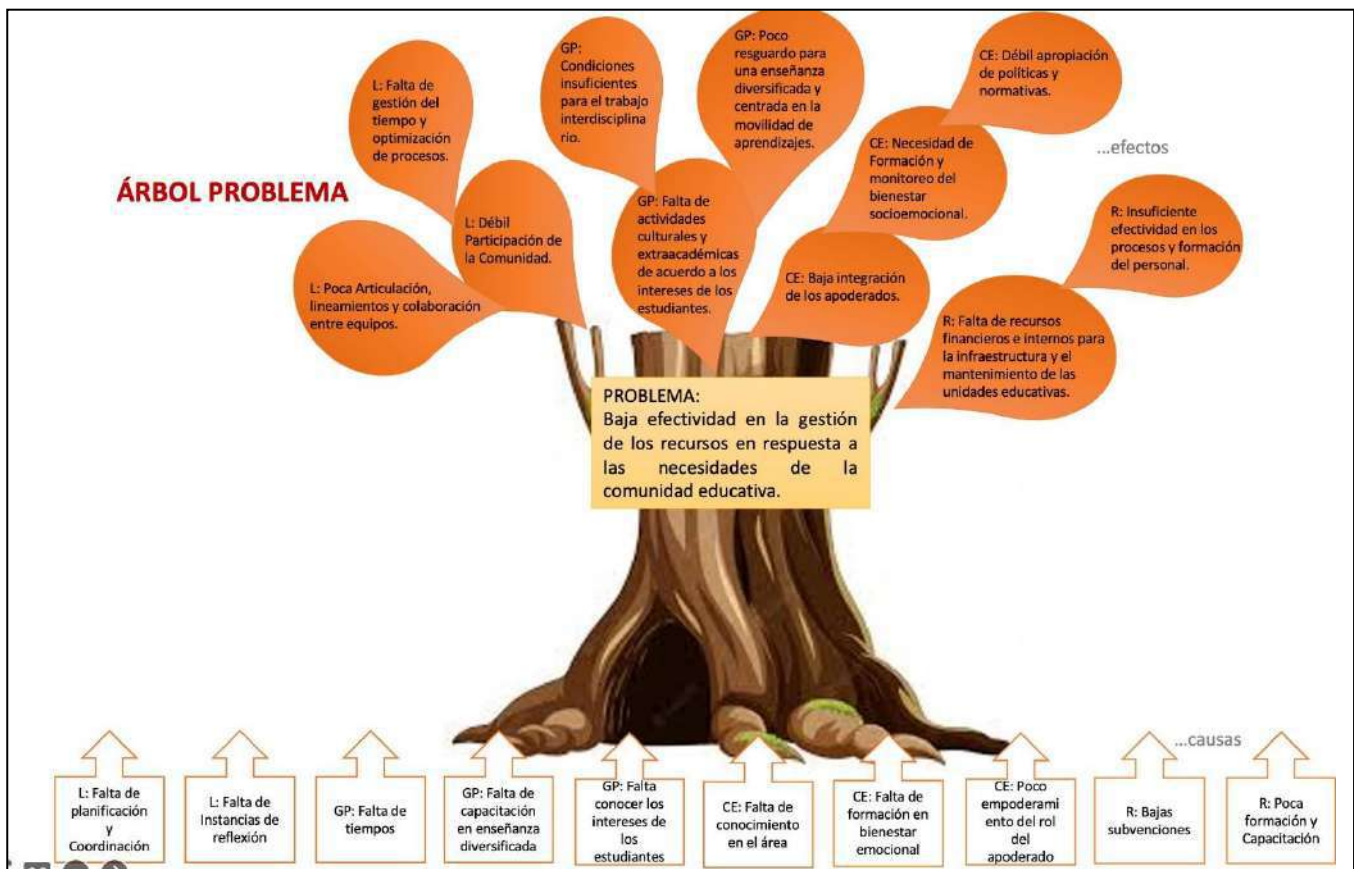 GP: Poco
resguardo para
una enseñanza
diversificada y
centrada en la
movilidad de
aprendizajes.
GP:
Condiciones
insuficientes
para el trabajo
interdisciplina
rio.
CE: Débil apropiación
de políticas y
normativas.
L: Falta de
gestión del
tiempo y
optimización
de procesos.
...efectos
CE: Necesidad de
Formación y
monitoreo del
bienestar
socioemocional.
ÁRBOL PROBLEMA
GP: Falta de
actividades
culturales y
extraacadémicas
de acuerdo a los
intereses de los
estudiantes.
R: Insuficiente
efectividad en los
procesos y formación
del personal.
L: Débil
Participación de
la Comunidad.
CE: Baja integración
de los apoderados.
L: Poca Articulación,
lineamientos y colaboración
entre equipos.
R: Falta de recursos
financieros e internos para
la infraestructura y el
mantenimiento de las
unidades educativas.
PROBLEMA:
Baja efectividad en la gestión
de los recursos en respuesta a
las necesidades de la
comunidad educativa.
...causas
L: Falta de
planificación
y
Coordinación
L: Falta de
Instancias de
reflexión
GP: Falta de
tiempos
GP: Falta de
capacitación
en enseñanza
diversificada
GP: Falta
conocer los
intereses de
los
estudiantes
CE: Falta de
conocimiento
en el área
CE: Falta de
formación en
bienestar
emocional
CE: Poco
empoderami
ento del rol
del
apoderado
R: Bajas
subvenciones
R: Poca
formación y
Capacitación